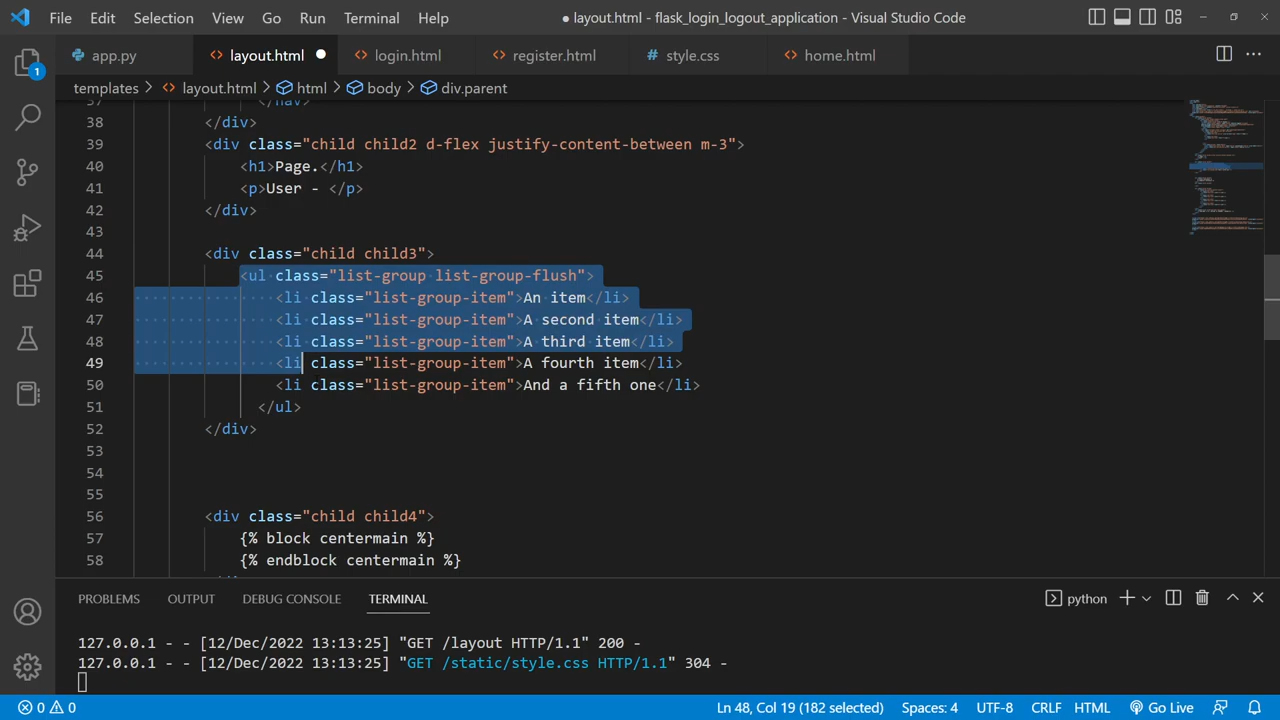 File Edit Selection View Go Run Terminal Help ● layout.html - flask_login_logout_application - Visual Studio Code
app.py layout.html login.html register.html # style.css home.html
1
templates > layout.html > html > body > div.parent
37 </nav>
38 </div>
39 <div class="child child2 d-flex justify-content-between m-3">
40 <h1>Page.</h1>
41 <p>User - </p>
42 </div>
43
44 <div class="child child3">
45 <ul class="list-group list-group-flush">
46 <li class="list-group-item">An item</li>
47 <li class="list-group-item">A second item</li>
48 <li class="list-group-item">A third item</li>
49 <li class="list-group-item">A fourth item</li>
50 <li class="list-group-item">And a fifth one</li>
51 </ul>
52 </div>
53
54
55
56 <div class="child child4">
57 {% block centermain %}
58 {% endblock centermain %}
PROBLEMS OUTPUT DEBUG CONSOLE TERMINAL python
127.0.0.1 - - [12/Dec/2022 13:13:25] "GET /layout HTTP/1.1" 200 -
127.0.0.1 - - [12/Dec/2022 13:13:25] "GET /static/style.css HTTP/1.1" 304 -
0 0 Ln 48, Col 19 (182 selected) Spaces: 4 UTF-8 CRLF HTML Go Live